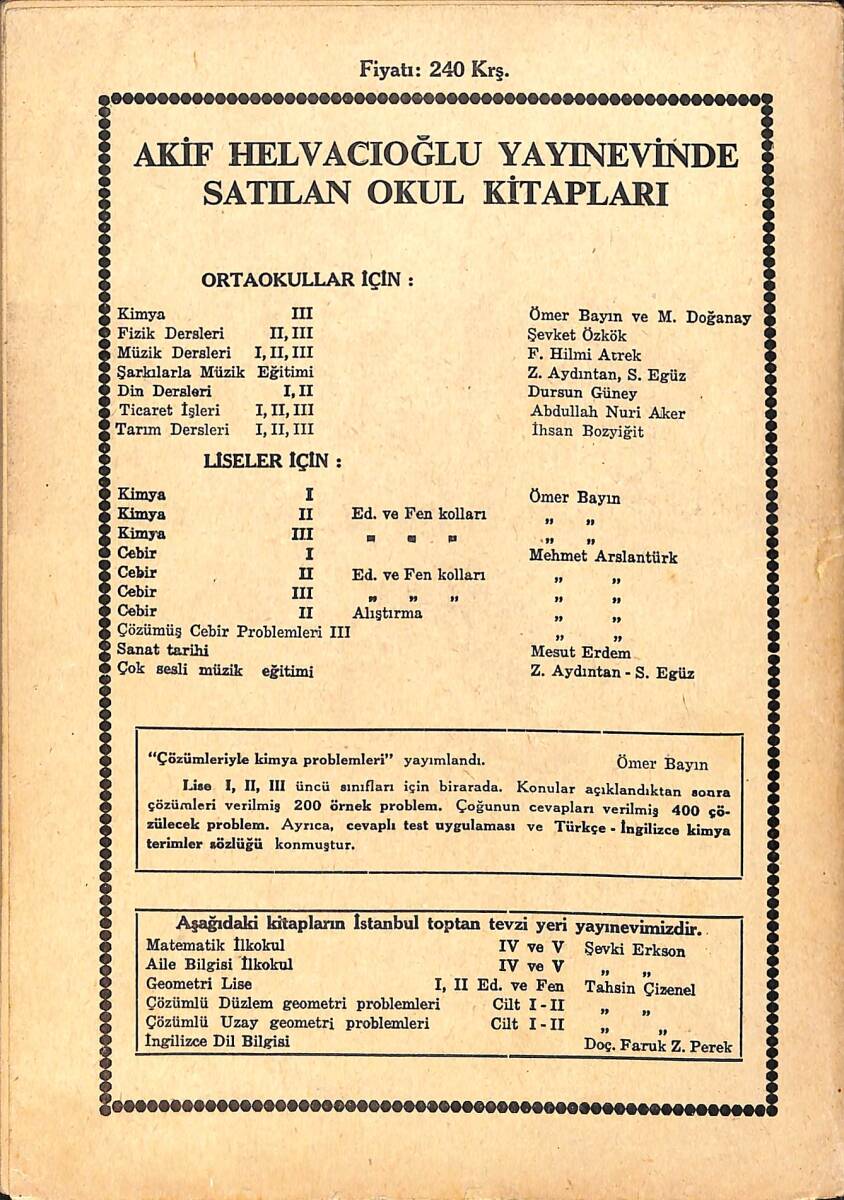 Fiyatı: 240 Krş.
AKİF HELVACIOĞLU YAYINEVİNDE
SATILAN OKUL KİTAPLARI
ORTAOKULLAR İÇİN :
Kimya III Ömer Bayın ve M. Doğanay
Fizik Dersleri II, III Şevket Özkök
Müzik Dersleri I, II, III F. Hilmi Atrek
Şarkılarla Müzik Eğitimi Z. Aydıntan, S. Egüz
Din Dersleri I, II Dursun Güney
Ticaret İşleri I, II, III Abdullah Nuri Aker
Tarım Dersleri I, II, III İhsan Bozyiğit
LİSELER İÇİN :
Kimya I Ömer Bayın
Kimya II Ed. ve Fen kolları „ „
Kimya III „ „ „ „ „
Cebir I Mehmet Arslantürk
Cebir II Ed. ve Fen kolları „ „
Cebir III „ „ „ „ „
Cebir II Alıştırma „ „
Çözümüş Cebir Problemleri III „ „
Sanat tarihi Mesut Erdem
Çok sesli müzik eğitimi Z. Aydıntan - S. Egüz
"Çözümleriyle kimya problemleri" yayımlandı. Ömer Bayın
Lise I, II, III üncü sınıfları için birarada. Konular açıklandıktan sonra
çözümleri verilmiş 200 örnek problem. Çoğunun cevapları verilmiş 400 çö-
zülecek problem. Ayrıca, cevaplı test uygulaması ve Türkçe - İngilizce kimya
terimler sözlüğü konmuştur.
Aşağıdaki kitapların İstanbul toptan tevzi yeri yayınevimizdir.
Matematik İlkokul IV ve V Şevki Erkson
Aile Bilgisi İlkokul IV ve V „ „
Geometri Lise I, II Ed. ve Fen Tahsin Çizenel
Çözümlü Düzlem geometri problemleri Cilt I - II „ „
Çözümlü Uzay geometri problemleri Cilt I - II „ „
İngilizce Dil Bilgisi Doç. Faruk Z. Perek